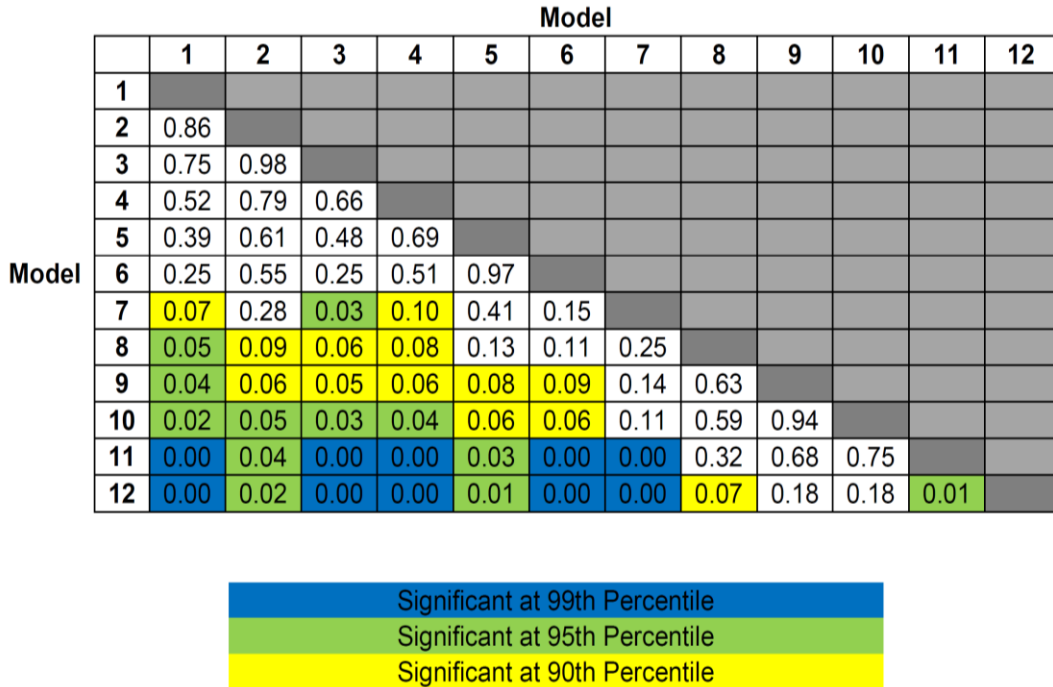 Model
1 2 3 4 5 6 7 8 9 10 11 12
1
2 0.86
3 0.75 0.98
4 0.52 0.79 0.66
5 0.39 0.61 0.48 0.69
Model 6 0.25 0.55 0.25 0.51 0.97
7 0.07 0.28 0.03 0.10 0.41 0.15
8 0.05 0.09 0.06 0.08 0.13 0.11 0.25
9 0.04 0.06 0.05 0.06 0.08 0.09 0.14 0.63
10 0.02 0.05 0.03 0.04 0.06 0.06 0.11 0.59 0.94
11 0.00 0.04 0.00 0.00 0.03 0.00 0.00 0.32 0.68 0.75
12 0.00 0.02 0.00 0.00 0.01 0.00 0.00 0.07 0.18 0.18 0.01
Significant at 99th Percentile
Significant at 95th Percentile
Significant at 90th Percentile